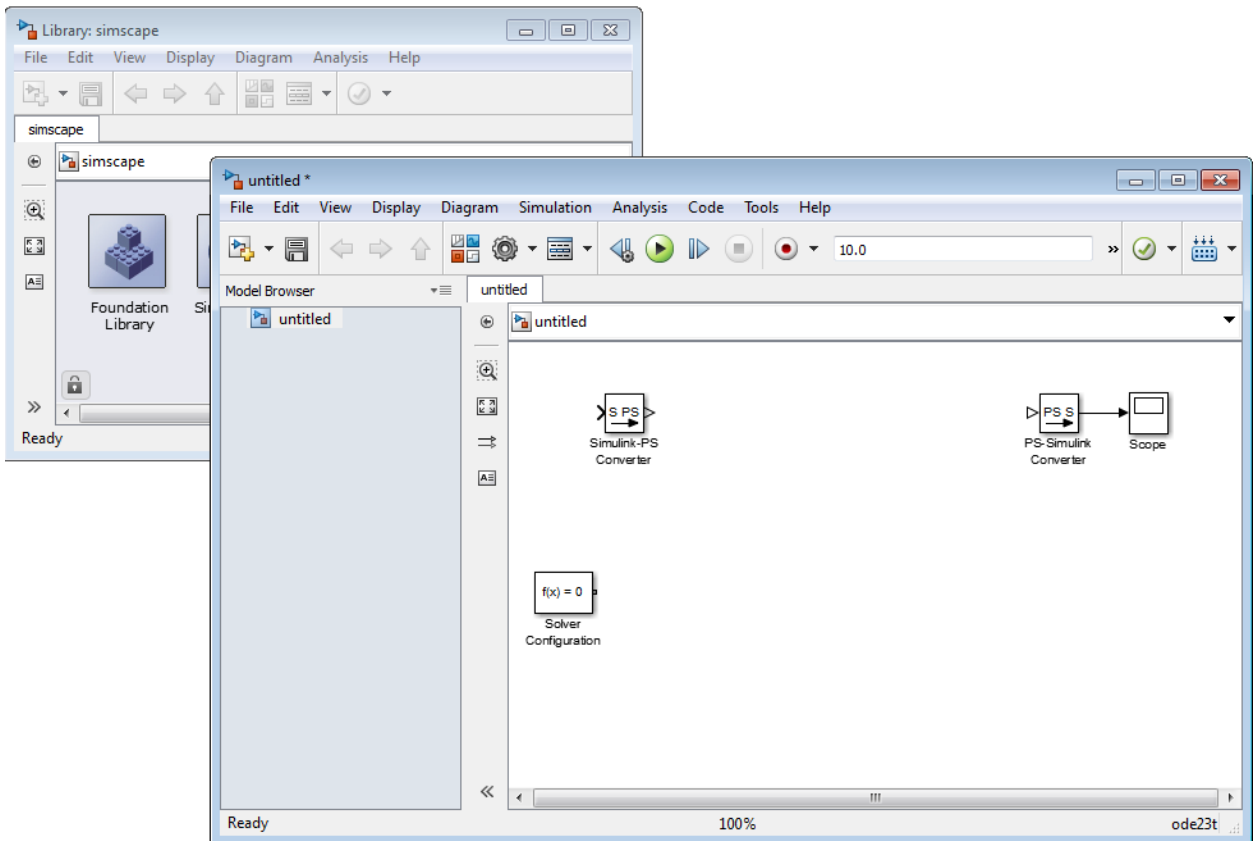 Library: simscape
File Edit View Display Diagram Analysis Help
simscape
simscape
Foundation
Library
Ready
untitled *
File Edit View Display Diagram Simulation Analysis Code Tools Help
10.0
Model Browser
untitled
untitled
untitled
S PS
Simulink-PS
Converter
PS S
PS-Simulink
Converter
Scope
f(x) = 0
Solver
Configuration
Ready 100% ode23t